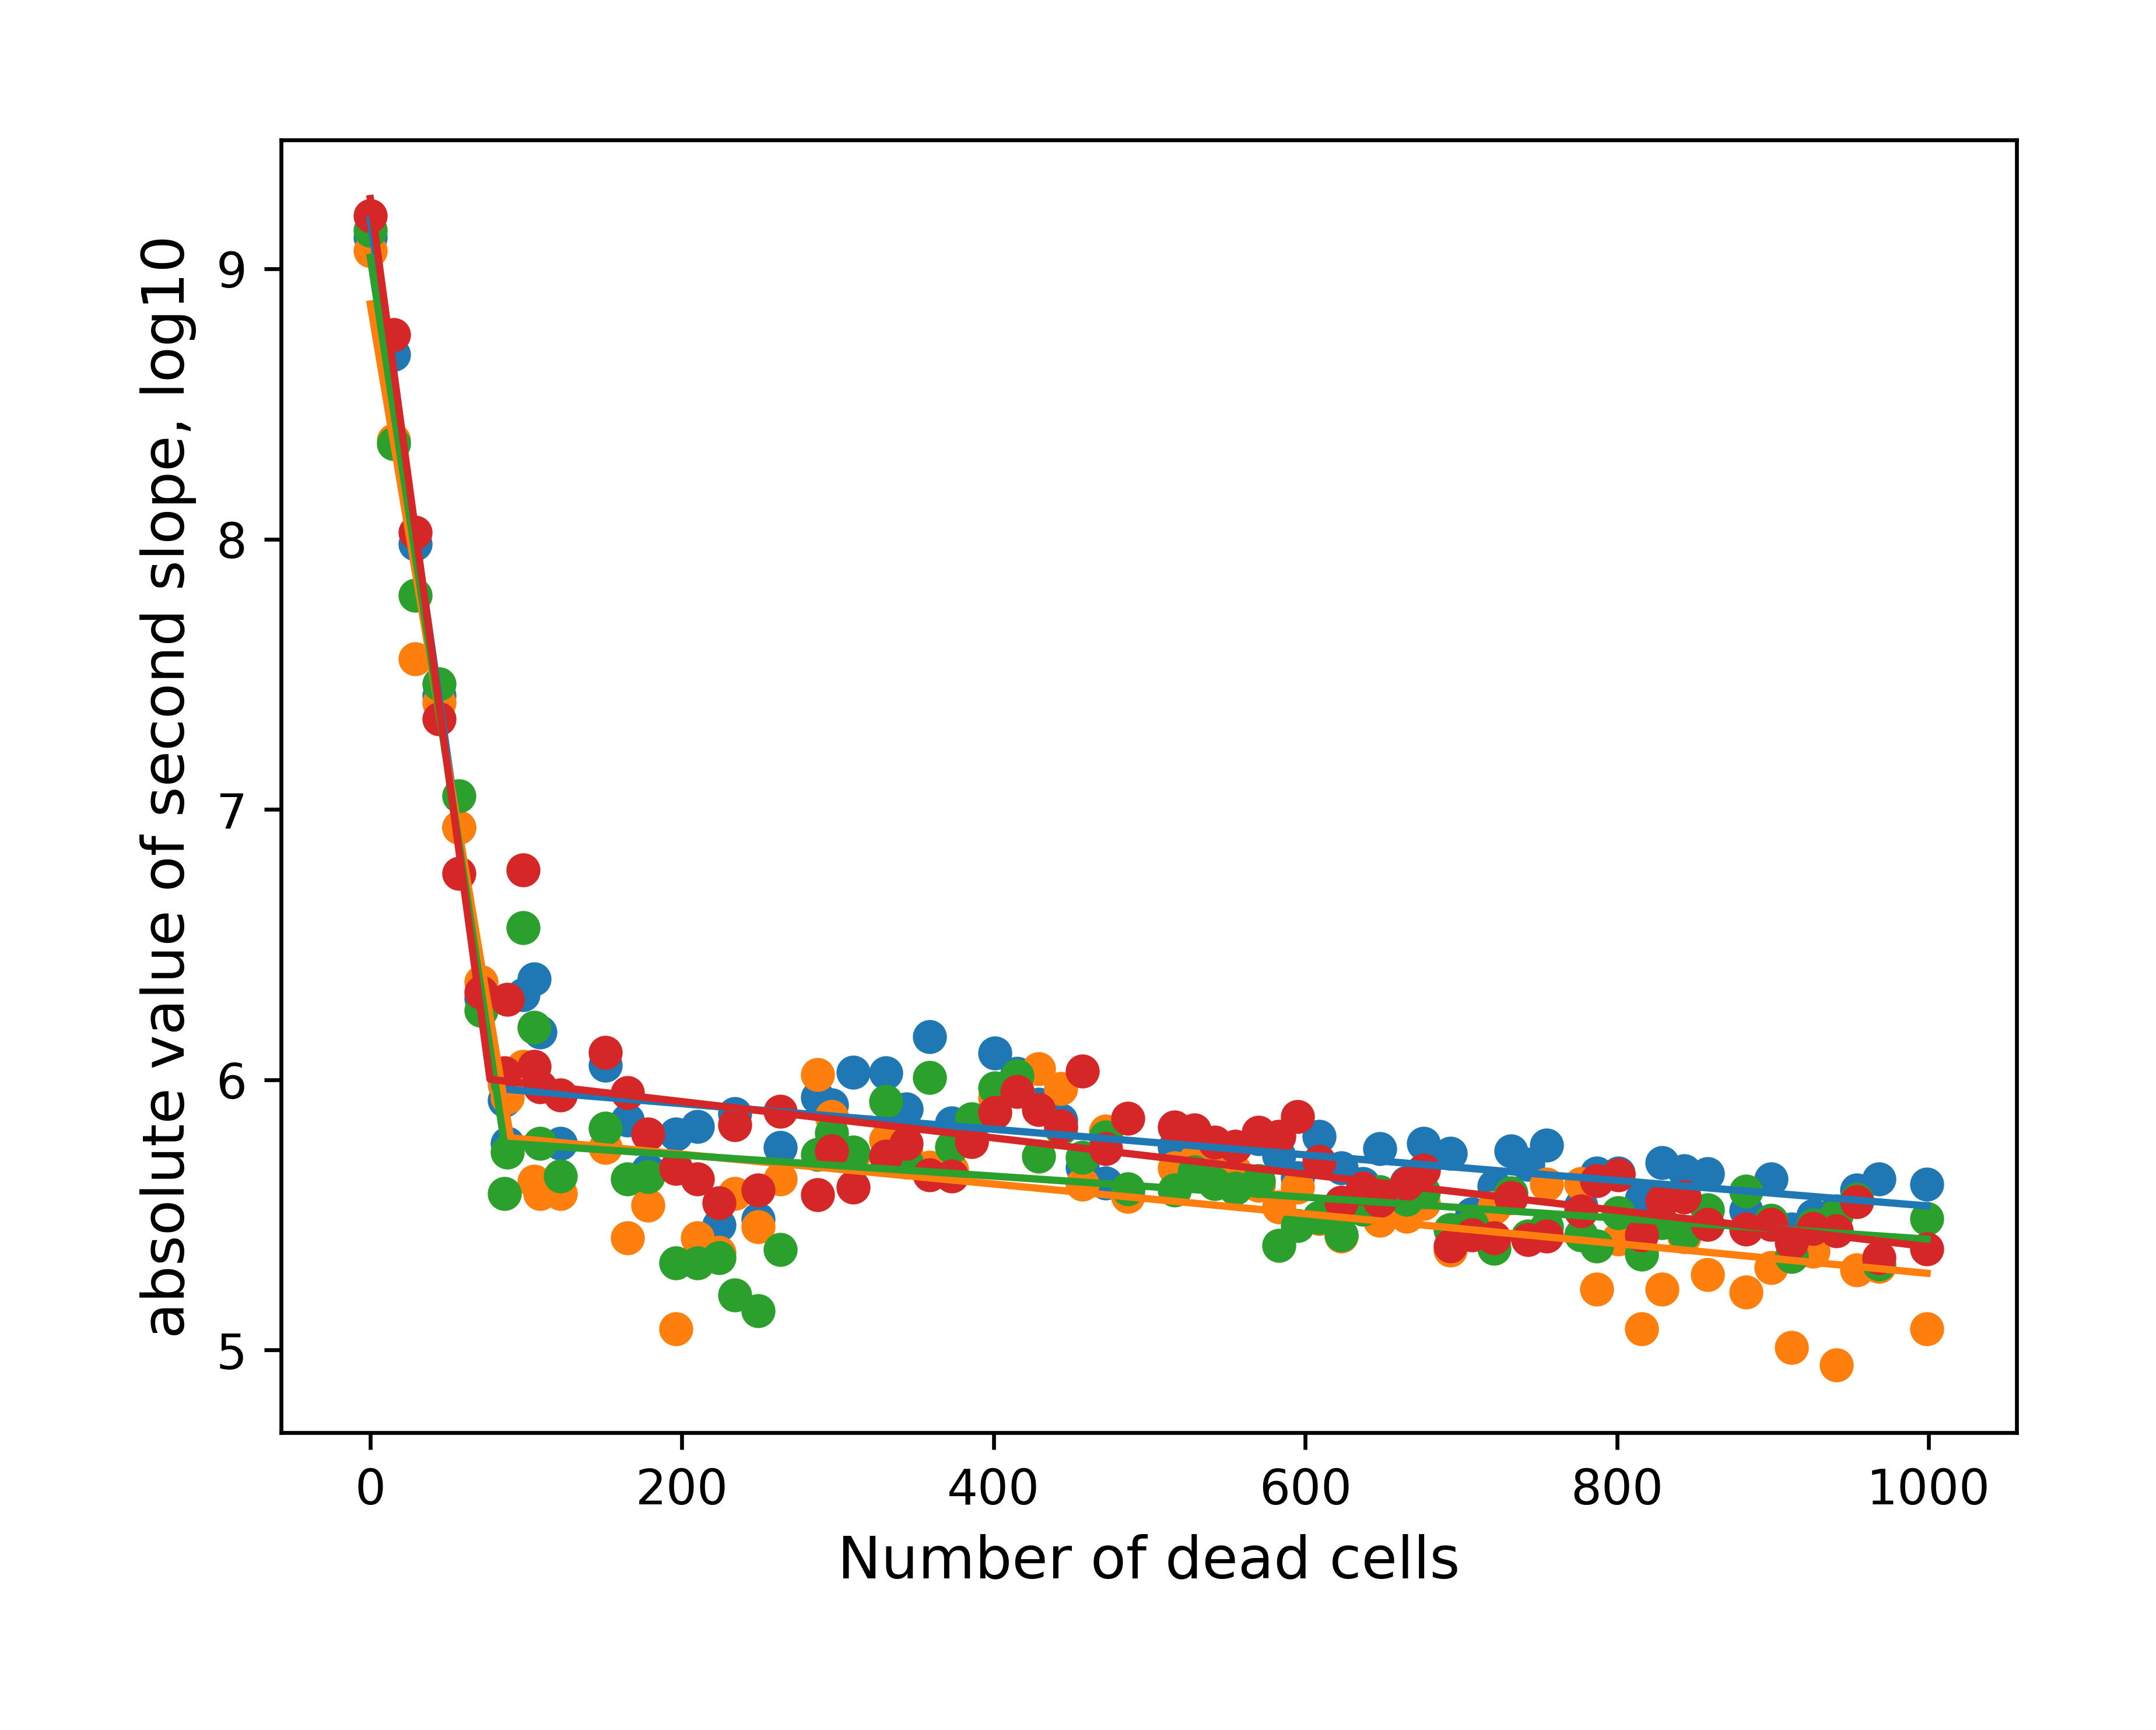 absolute value of second slope, log10
9
8
7
6
5
0 200 400 600 800 1000
Number of dead cells